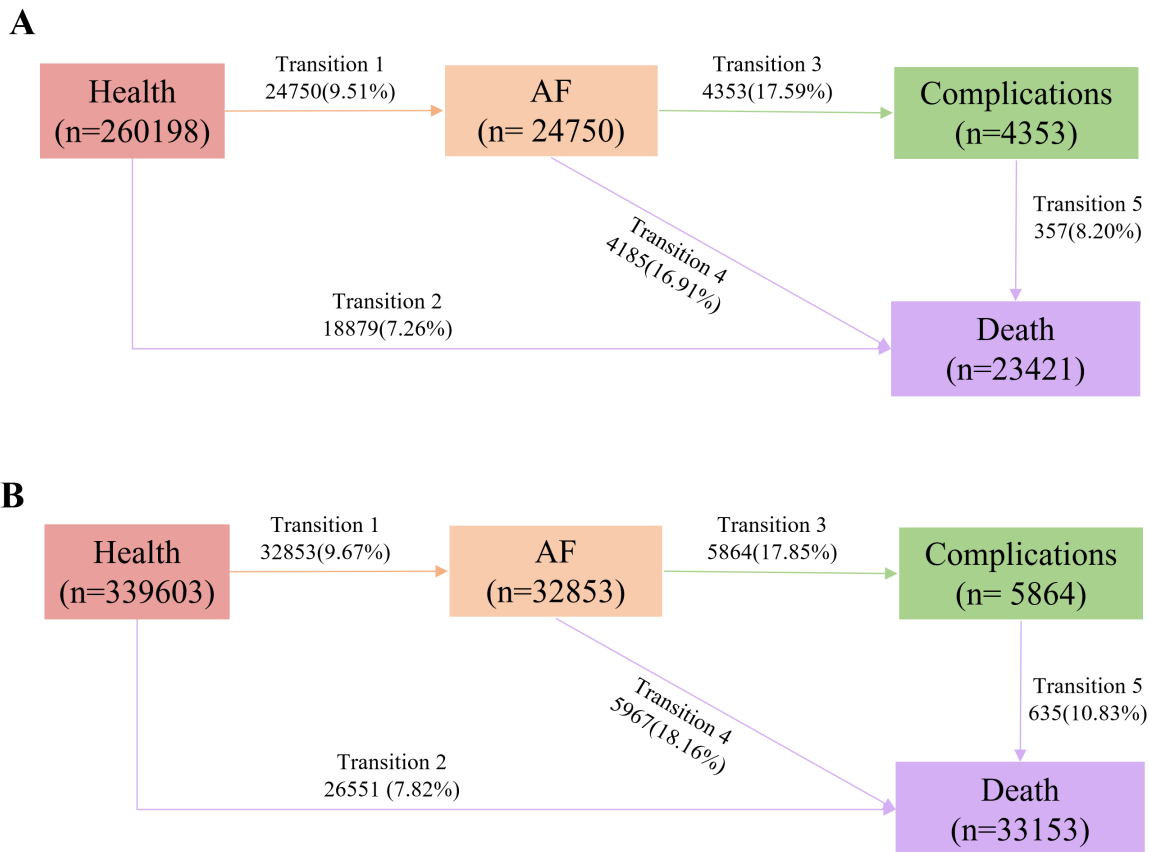 A
Transition 1
24750(9.51%)
Transition 3
4353(17.59%)
Health
(n=260198)
AF
(n= 24750)
Complications
(n=4353)
Transition 5
357(8.20%)
Transition 4
4185(16.91%)
Transition 2
18879(7.26%)
Death
(n=23421)
B
Transition 1
32853(9.67%)
Transition 3
5864(17.85%)
Health
(n=339603)
AF
(n=32853)
Complications
(n= 5864)
Transition 5
635(10.83%)
Transition 4
5967(18.16%)
Transition 2
26551 (7.82%)
Death
(n=33153)